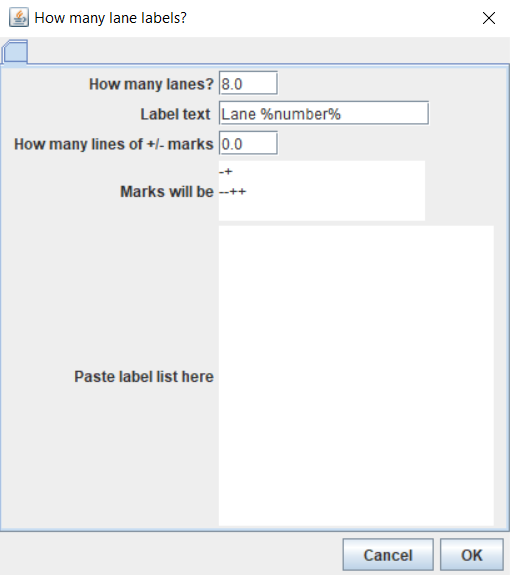 How many lane labels?
How many lanes? 8.0
Label text Lane %number%
How many lines of +/- marks 0.0
-+
Marks will be --++
Paste label list here
Cancel OK